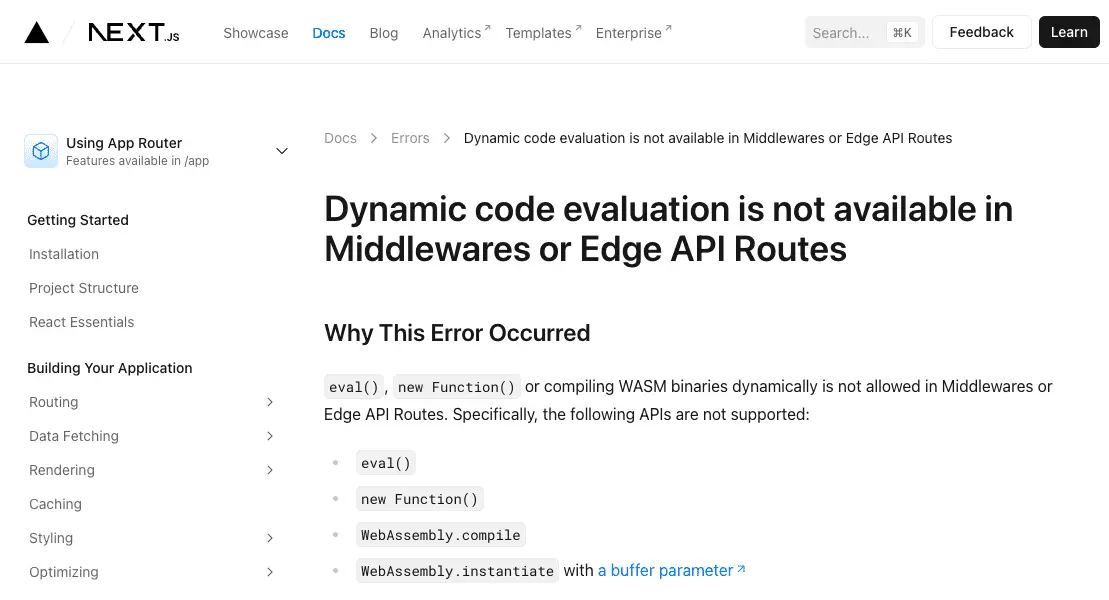 NEXT.JS Showcase Docs Blog Analytics Templates Enterprise Search... ⌘K Feedback Learn
Using App Router
Features available in /app
Getting Started
Installation
Project Structure
React Essentials
Building Your Application
Routing
Data Fetching
Rendering
Caching
Styling
Optimizing
Docs > Errors > Dynamic code evaluation is not available in Middlewares or Edge API Routes
Dynamic code evaluation is not available in
Middlewares or Edge API Routes
Why This Error Occurred
eval(), new Function() or compiling WASM binaries dynamically is not allowed in Middlewares or
Edge API Routes. Specifically, the following APIs are not supported:
eval()
new Function()
WebAssembly.compile
WebAssembly.instantiate with a buffer parameter